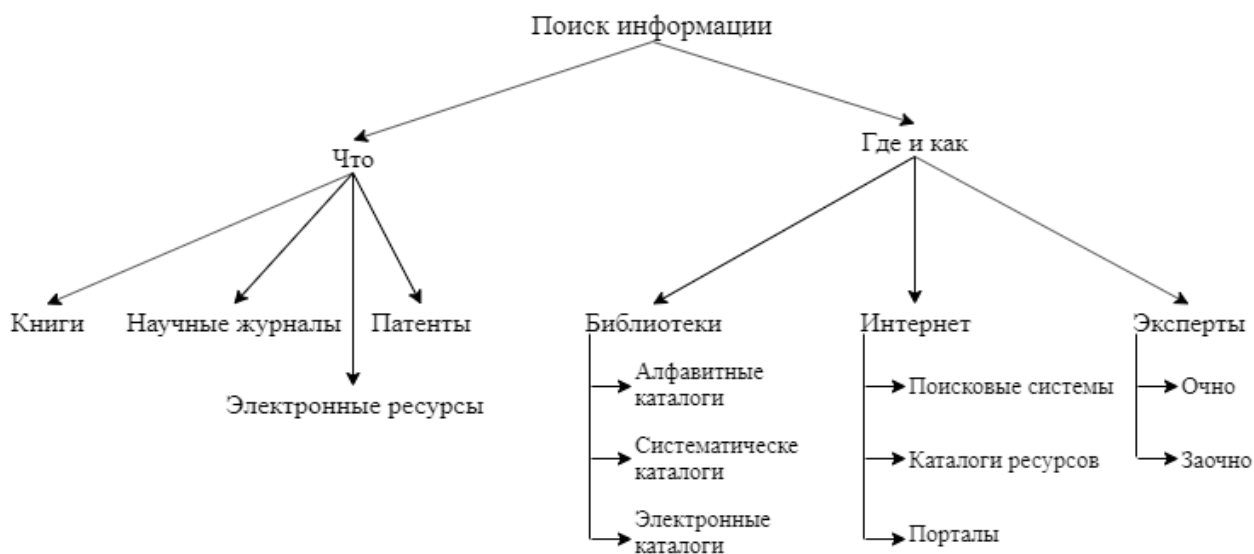 Поиск информации
Что
Где и как
Книги
Научные журналы
Патенты
Электронные ресурсы
Библиотеки
Алфавитные
каталоги
Систематическе
каталоги
Электронные
каталоги
Интернет
Поисковые системы
Каталоги ресурсов
Порталы
Эксперты
Очно
Заочно